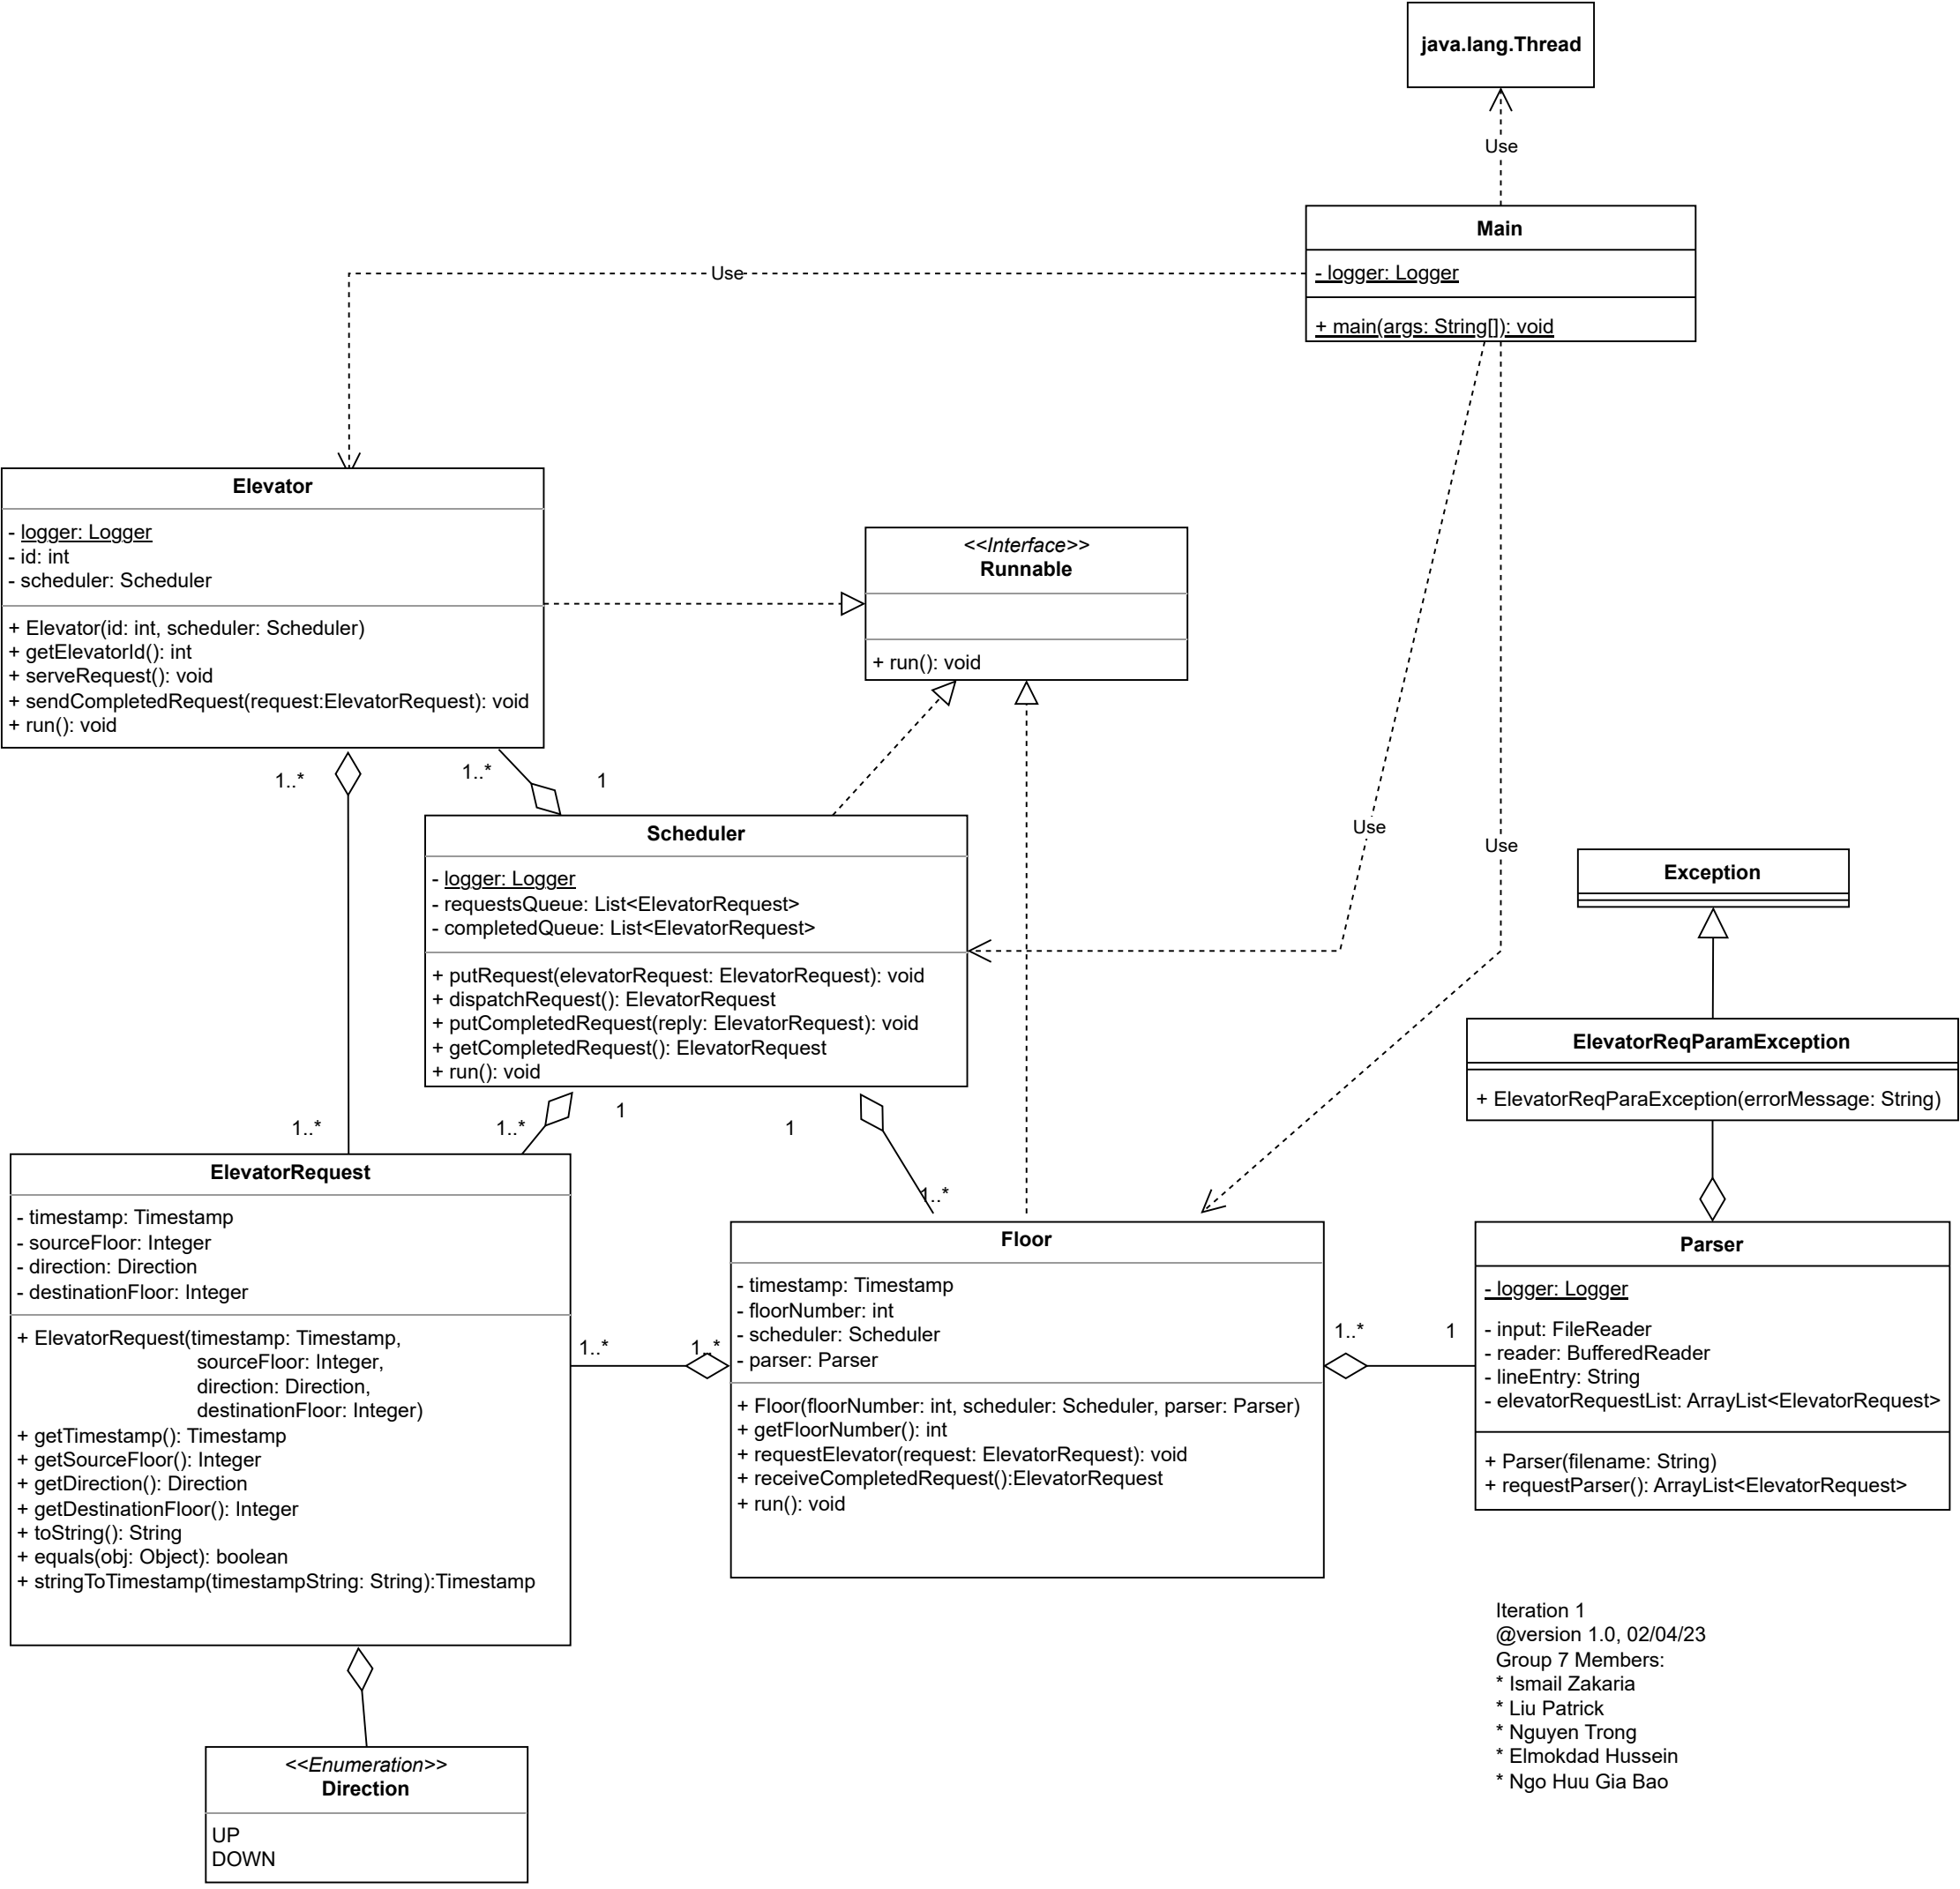 java.lang.Thread
Use
Main
- logger: Logger
+ main(args: String[]): void
Use
Elevator
- logger: Logger
- id: int
- scheduler: Scheduler
+ Elevator(id: int, scheduler: Scheduler)
+ getElevatorId(): int
+ serveRequest(): void
+ sendCompletedRequest(request:ElevatorRequest): void
+ run(): void
<<Interface>>
Runnable
+ run(): void
1..*
1..*
1
Scheduler
- logger: Logger
- requestsQueue: List<ElevatorRequest>
- completedQueue: List<ElevatorRequest>
+ putRequest(elevatorRequest: ElevatorRequest): void
+ dispatchRequest(): ElevatorRequest
+ putCompletedRequest(reply: ElevatorRequest): void
+ getCompletedRequest(): ElevatorRequest
+ run(): void
Use
Use
Exception
ElevatorReqParamException
+ ElevatorReqParaException(errorMessage: String)
1..*
1..*
1
1
1..*
ElevatorRequest
- timestamp: Timestamp
- sourceFloor: Integer
- direction: Direction
- destinationFloor: Integer
+ ElevatorRequest(timestamp: Timestamp,
sourceFloor: Integer,
direction: Direction,
destinationFloor: Integer)
+ getTimestamp(): Timestamp
+ getSourceFloor(): Integer
+ getDirection(): Direction
+ getDestinationFloor(): Integer
+ toString(): String
+ equals(obj: Object): boolean
+ stringToTimestamp(timestampString: String):Timestamp
1..*
1..*
Floor
- timestamp: Timestamp
- floorNumber: int
- scheduler: Scheduler
- parser: Parser
+ Floor(floorNumber: int, scheduler: Scheduler, parser: Parser)
+ getFloorNumber(): int
+ requestElevator(request: ElevatorRequest): void
+ receiveCompletedRequest():ElevatorRequest
+ run(): void
1..*
1
Parser
- logger: Logger
- input: FileReader
- reader: BufferedReader
- lineEntry: String
- elevatorRequestList: ArrayList<ElevatorRequest>
+ Parser(filename: String)
+ requestParser(): ArrayList<ElevatorRequest>
<<Enumeration>>
Direction
UP
DOWN
Iteration 1
@version 1.0, 02/04/23
Group 7 Members:
* Ismail Zakaria
* Liu Patrick
* Nguyen Trong
* Elmokdad Hussein
* Ngo Huu Gia Bao